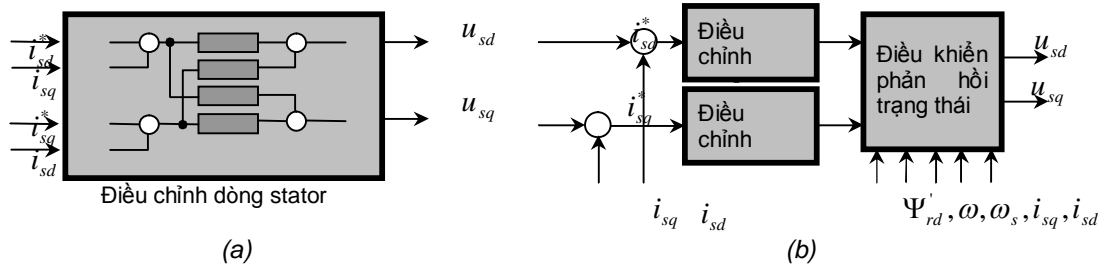 i*sd
isq
i*sq
isd
usd
usq
Điều chỉnh dòng stator
(a)
i*sd
Điều
chỉnh
i*sq
Điều
chỉnh
Điều khiển
phản hồi
trạng thái
usd
usq
isq isd
Ψ'rd, ω, ωs, isq, isd
(b)